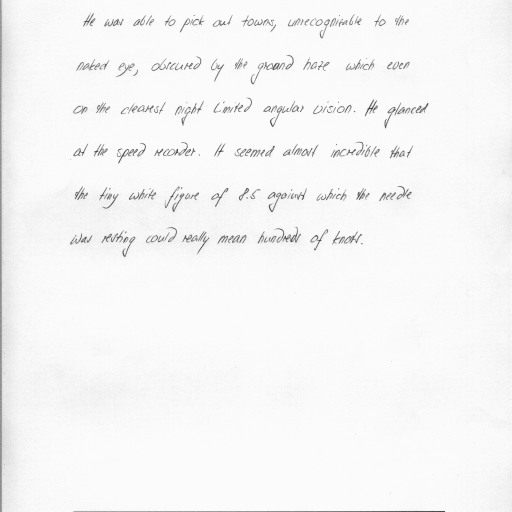 He was able to pick out towns, unrecognizable to the
naked eye, obscured by the ground haze which even
on the clearest night limited angular vision. He glanced
at the speed recorder. It seemed almost incredible that
the tiny white figure of 8.5 against which the needle
was resting could really mean hundreds of knots.